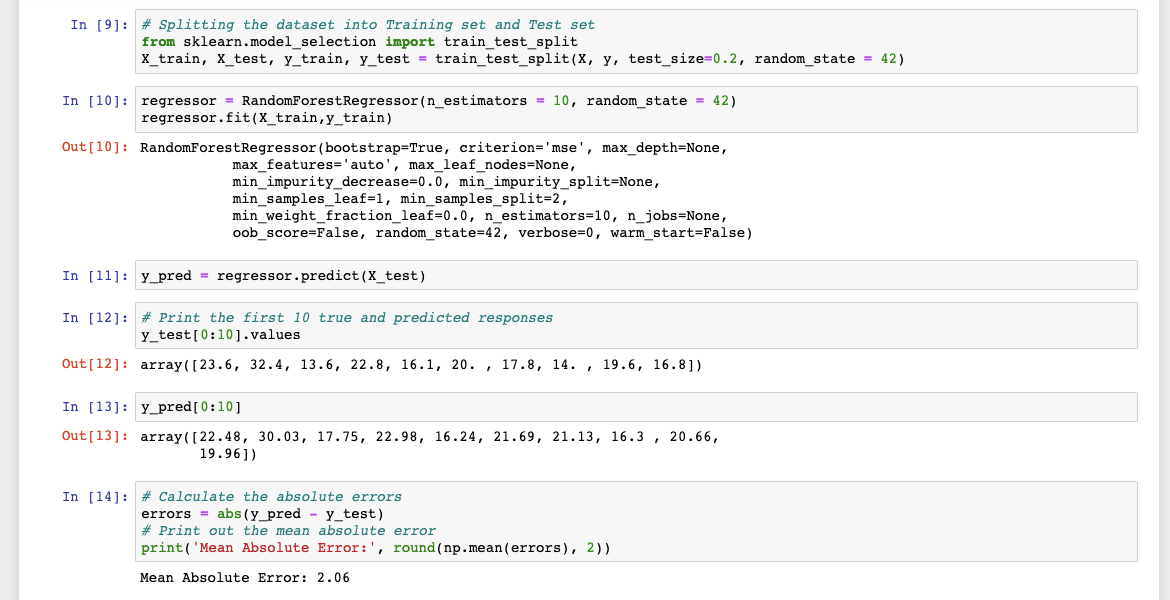 In [9]: # Splitting the dataset into Training set and Test set
from sklearn.model_selection import train_test_split
X_train, X_test, y_train, y_test = train_test_split(X, y, test_size=0.2, random_state = 42)
In [10]: regressor = RandomForestRegressor(n_estimators = 10, random_state = 42)
regressor.fit(X_train,y_train)
Out[10]: RandomForestRegressor(bootstrap=True, criterion='mse', max_depth=None,
max_features='auto', max_leaf_nodes=None,
min_impurity_decrease=0.0, min_impurity_split=None,
min_samples_leaf=1, min_samples_split=2,
min_weight_fraction_leaf=0.0, n_estimators=10, n_jobs=None,
oob_score=False, random_state=42, verbose=0, warm_start=False)
In [11]: y_pred = regressor.predict(X_test)
In [12]: # Print the first 10 true and predicted responses
y_test[0:10].values
Out[12]: array([23.6, 32.4, 13.6, 22.8, 16.1, 20. , 17.8, 14. , 19.6, 16.8])
In [13]: y_pred[0:10]
Out[13]: array([22.48, 30.03, 17.75, 22.98, 16.24, 21.69, 21.13, 16.3 , 20.66,
19.96])
In [14]: # Calculate the absolute errors
errors = abs(y_pred - y_test)
# Print out the mean absolute error
print('Mean Absolute Error:', round(np.mean(errors), 2))
Mean Absolute Error: 2.06